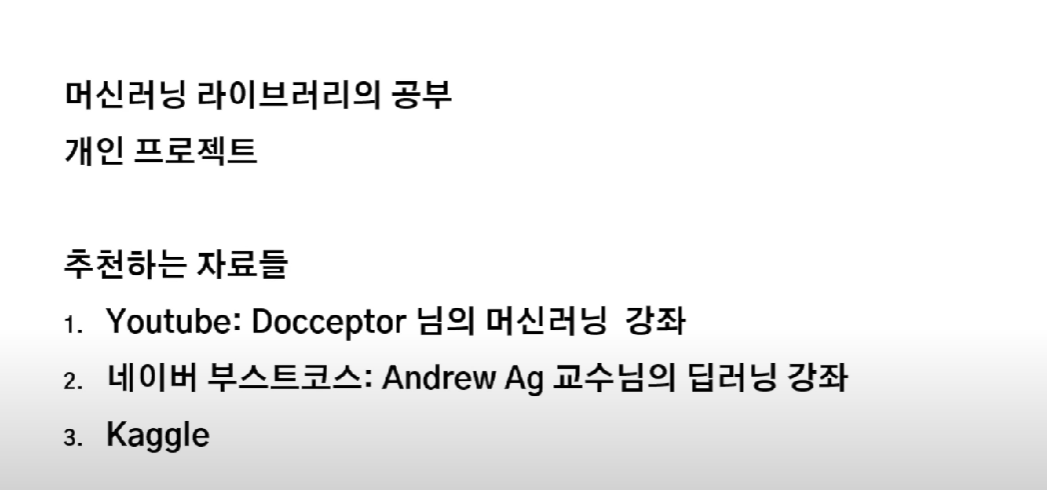 머신러닝 라이브러리의 공부
개인 프로젝트
추천하는 자료들
1. Youtube: Docceptor 님의 머신러닝 강좌
2. 네이버 부스트코스: Andrew Ag 교수님의 딥러닝 강좌
3. Kaggle